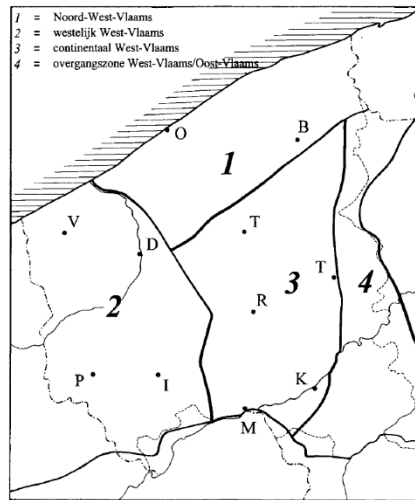 1 = Noord-West-Vlaams
2 = westelijk West-Vlaams
3 = continentaal West-Vlaams
4 = overgangszone West-Vlaams/Oost-Vlaams
O
B
1
V
T
D
T
3
4
2
R
P
I
K
M